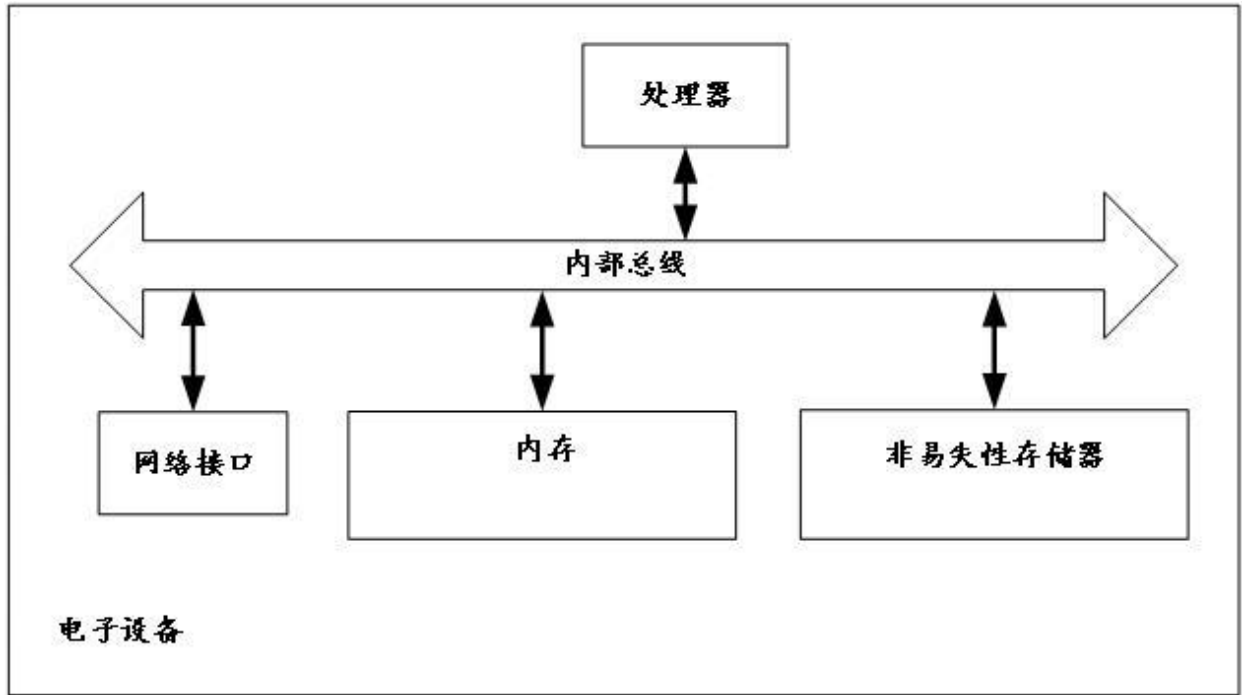 处理器
内部总线
网络接口
内存
非易失性存储器
电子设备